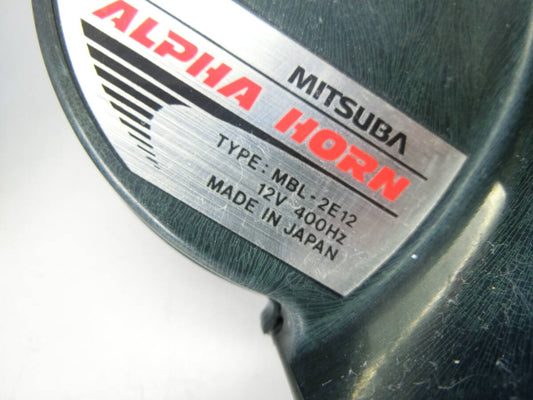 MITSUBA
ALPHA HORN
TYPE: MBL-2E12
12V 400Hz
MADE IN JAPAN